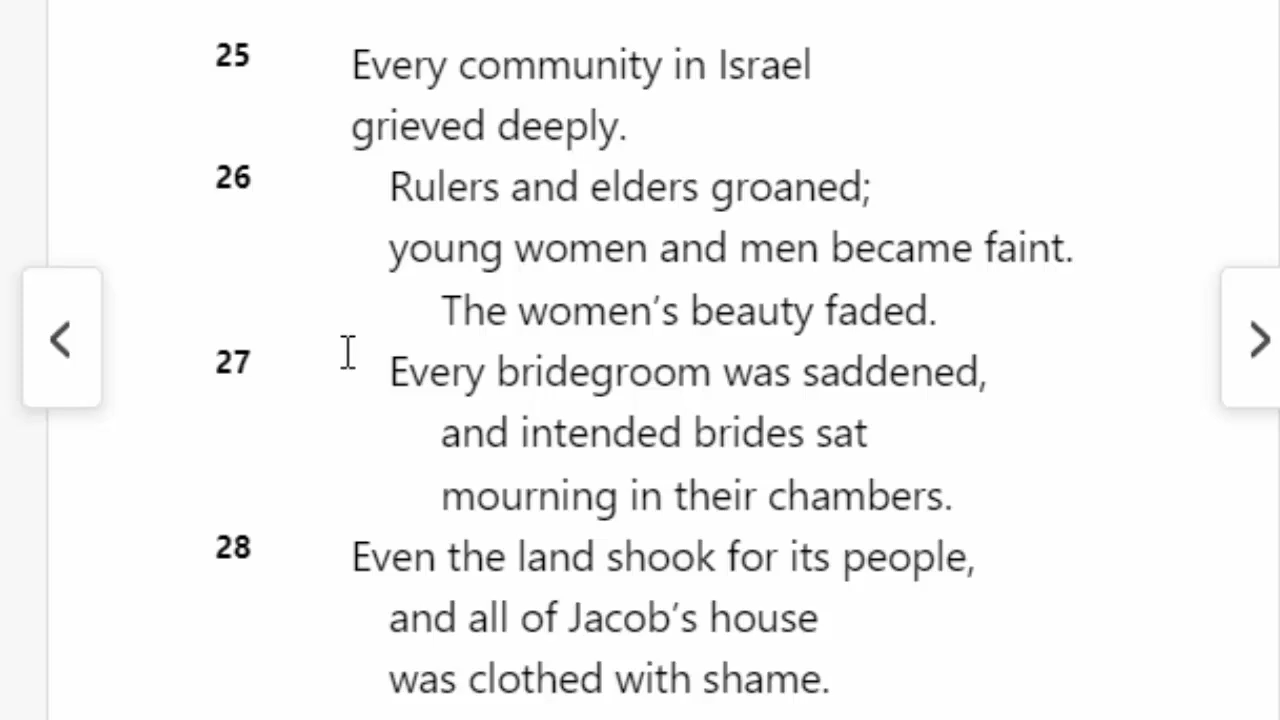 25 Every community in Israel
grieved deeply.
26 Rulers and elders groaned;
young women and men became faint.
The women’s beauty faded.
27 Every bridegroom was saddened,
and intended brides sat
mourning in their chambers.
28 Even the land shook for its people,
and all of Jacob’s house
was clothed with shame.